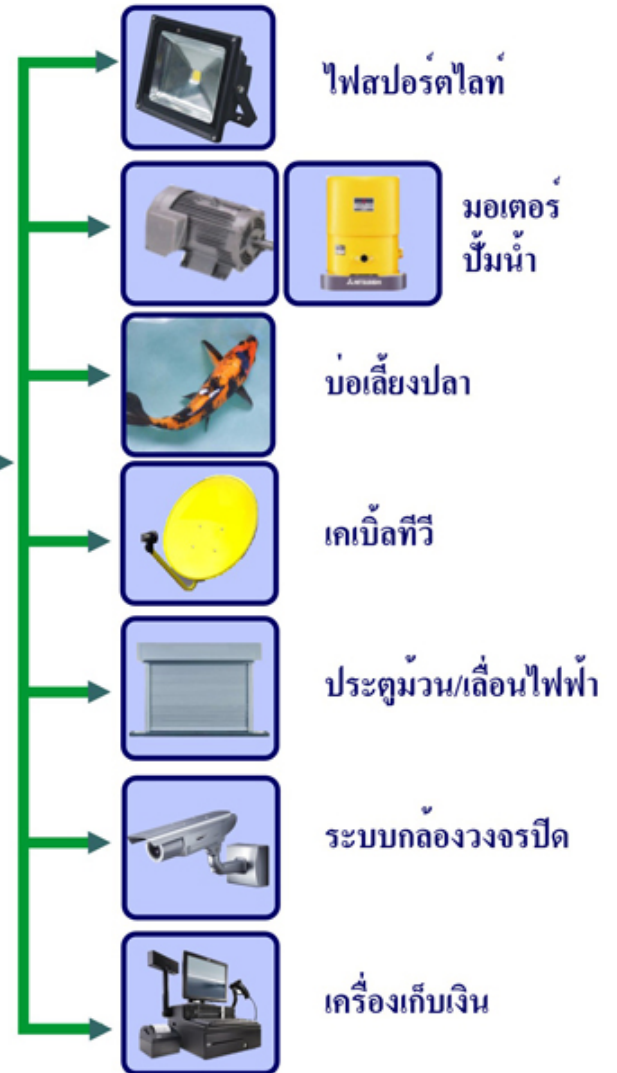 ไฟสปอร์ตไลท์
มอเตอร์
ปั้มน้ำ
บ่อเลี้ยงปลา
เคเบิ้ลทีวี
ประตูม้วน/เลื่อนไฟฟ้า
ระบบกล้องวงจรปิด
เครื่องเก็บเงิน